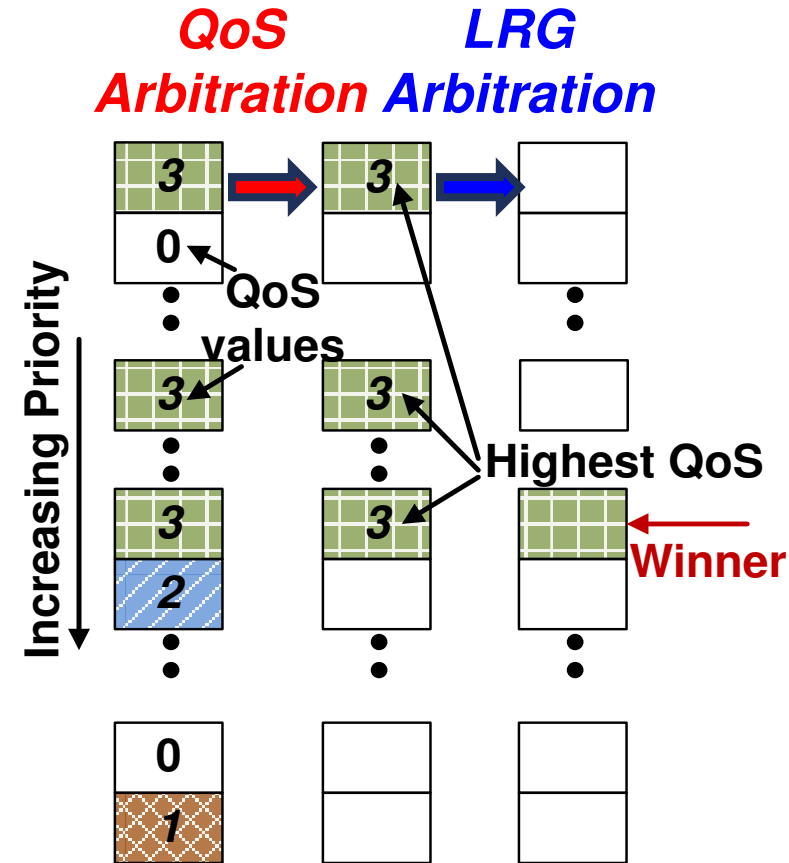 QoS
Arbitration
LRG
Arbitration
3
3
0
QoS
values
3
3
Highest QoS
3
3
Winner
2
0
1
Increasing Priority